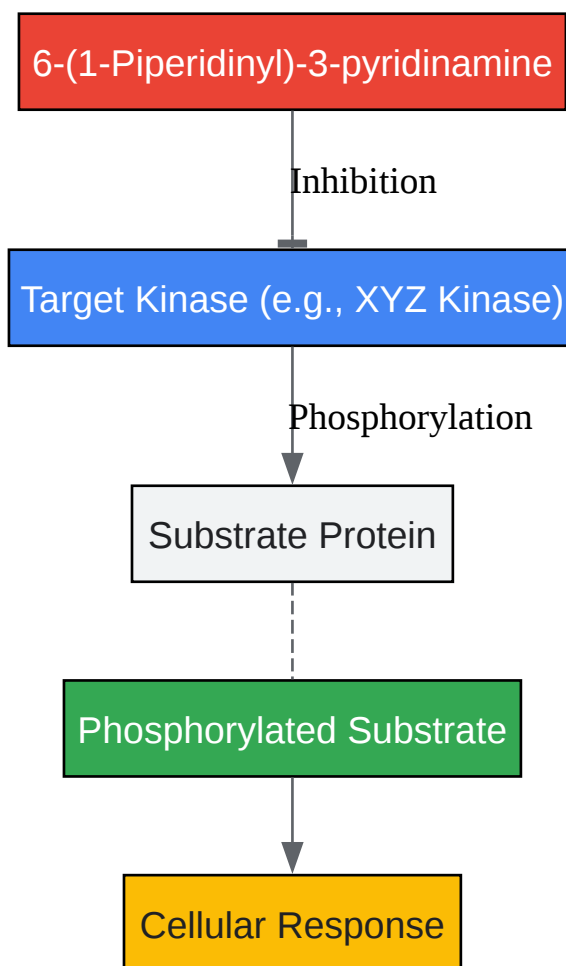 6-(1-Piperidinyl)-3-pyridinamine
Inhibition
Target Kinase (e.g., XYZ Kinase)
Phosphorylation
Substrate Protein
Phosphorylated Substrate
Cellular Response